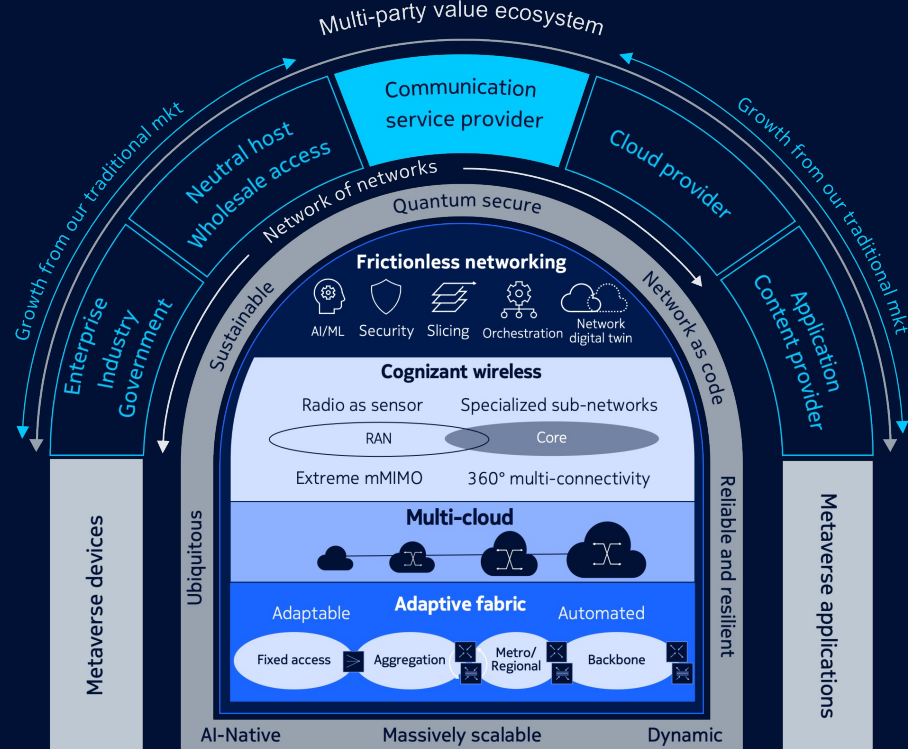 Multi-party value ecosystem
Growth from our traditional mkt
Growth from our traditional mkt
Communication
service provider
Neutral host
Wholesale access
Cloud provider
Enterprise
Industry
Government
Application
Content provider
Network of networks
Quantum secure
Sustainable
Network as code
Ubiquitous
Reliable and resilient
Metaverse devices
Metaverse applications
Frictionless networking
AI/ML
Security
Slicing
Orchestration
Network
digital twin
Cognizant wireless
Radio as sensor
Specialized sub-networks
RAN
Core
Extreme mMIMO
360° multi-connectivity
Multi-cloud
Adaptive fabric
Adaptable
Automated
Fixed access
Aggregation
Metro/
Regional
Backbone
AI-Native
Massively scalable
Dynamic